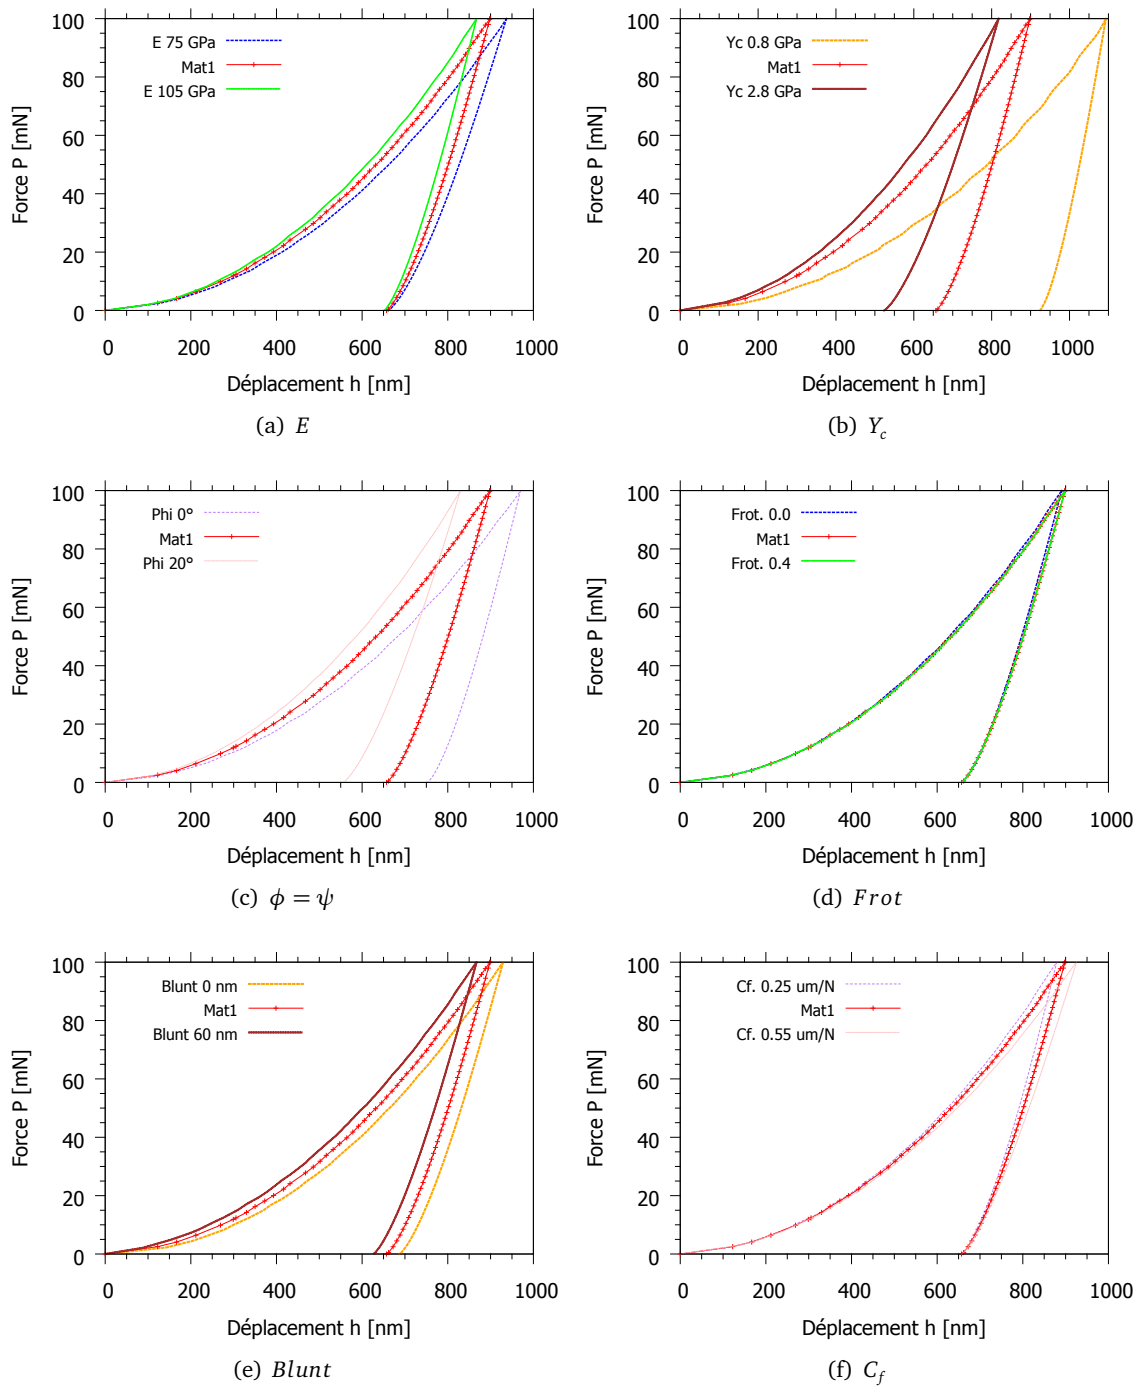 100
80
60
40
20
0
Force P [mN]
E 75 GPa
Mat1
E 105 GPa
0 200 400 600 800 1000
Déplacement h [nm]
(a) E
100
80
60
40
20
0
Force P [mN]
Yc 0.8 GPa
Mat1
Yc 2.8 GPa
0 200 400 600 800 1000
Déplacement h [nm]
(b) Y_c
100
80
60
40
20
0
Force P [mN]
Phi 0°
Mat1
Phi 20°
0 200 400 600 800 1000
Déplacement h [nm]
(c) ϕ = ψ
100
80
60
40
20
0
Force P [mN]
Frot. 0.0
Mat1
Frot. 0.4
0 200 400 600 800 1000
Déplacement h [nm]
(d) Frot
100
80
60
40
20
0
Force P [mN]
Blunt 0 nm
Mat1
Blunt 60 nm
0 200 400 600 800 1000
Déplacement h [nm]
(e) Blunt
100
80
60
40
20
0
Force P [mN]
Cf. 0.25 um/N
Mat1
Cf. 0.55 um/N
0 200 400 600 800 1000
Déplacement h [nm]
(f) C_f